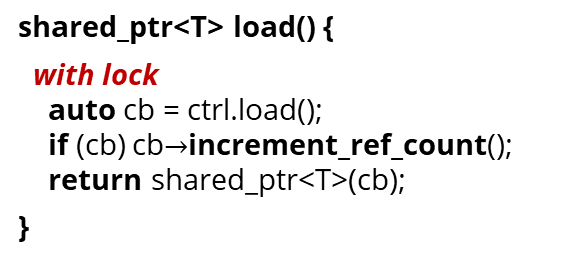 shared_ptr<T> load() {
with lock
auto cb = ctrl.load();
if (cb) cb→increment_ref_count();
return shared_ptr<T>(cb);
}